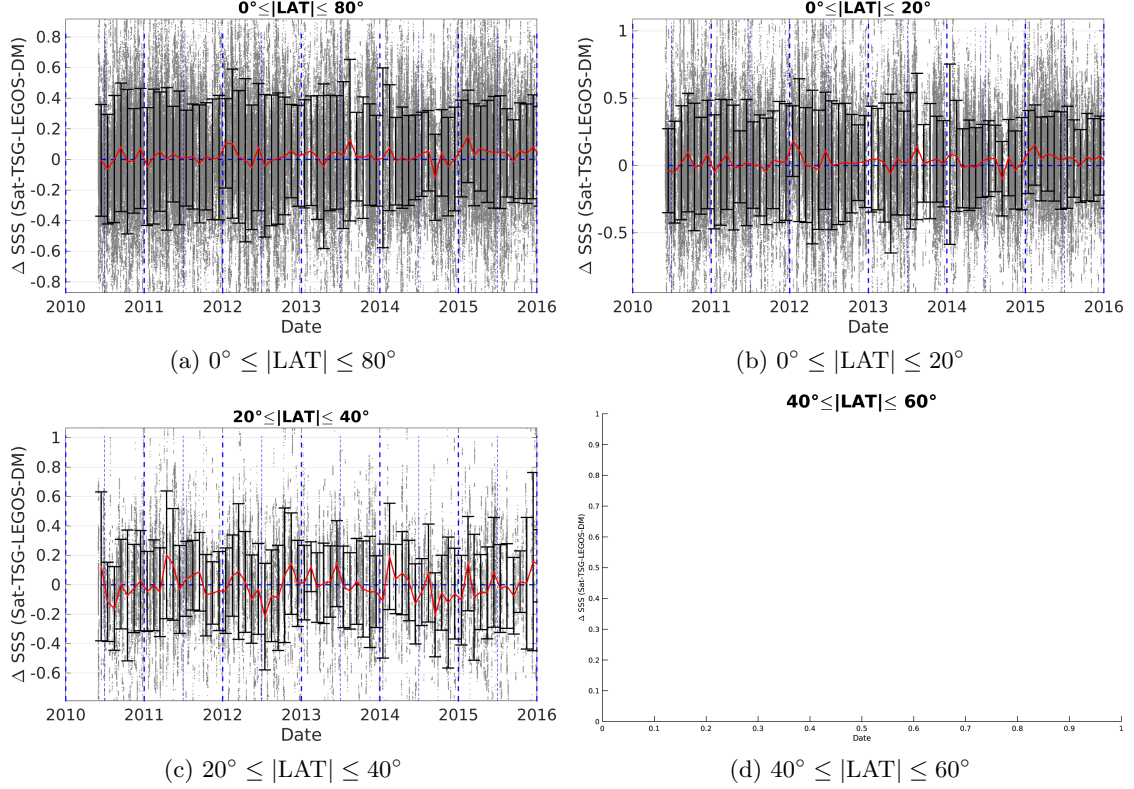 0°≤|LAT|≤ 80°
Δ SSS (Sat-TSG-LEGOS-DM)
0.8
0.6
0.4
0.2
0
-0.2
-0.4
-0.6
-0.8
2010 2011 2012 2013 2014 2015 2016
Date
(a) 0° ≤ |LAT| ≤ 80°
0°≤|LAT|≤ 20°
Δ SSS (Sat-TSG-LEGOS-DM)
1
0.5
0
-0.5
2010 2011 2012 2013 2014 2015 2016
Date
(b) 0° ≤ |LAT| ≤ 20°
20°≤|LAT|≤ 40°
Δ SSS (Sat-TSG-LEGOS-DM)
1
0.8
0.6
0.4
0.2
0
-0.2
-0.4
-0.6
2010 2011 2012 2013 2014 2015 2016
Date
(c) 20° ≤ |LAT| ≤ 40°
40°≤|LAT|≤ 60°
Δ SSS (Sat-TSG-LEGOS-DM)
1
0.9
0.8
0.7
0.6
0.5
0.4
0.3
0.2
0.1
0
0 0.1 0.2 0.3 0.4 0.5 0.6 0.7 0.8 0.9 1
Date
(d) 40° ≤ |LAT| ≤ 60°